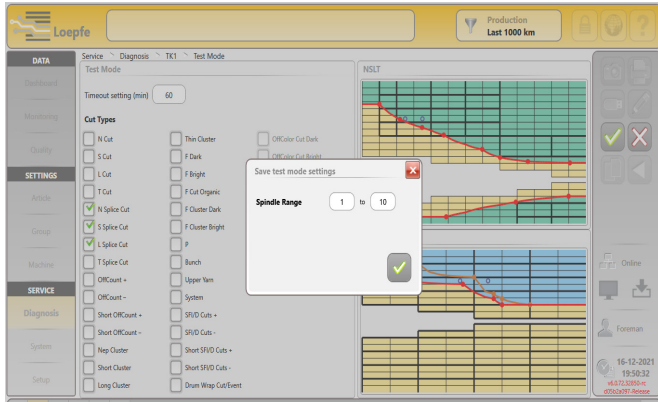 Loepfe
Production
Last 1000 km
DATA
Dashboard
Monitoring
Quality
SETTINGS
Article
Group
Machine
SERVICE
Diagnosis
System
Setup
Service Diagnosis TK1 Test Mode
Test Mode
Timeout setting (min) 60
Cut Types
N Cut
S Cut
L Cut
T Cut
N Splice Cut
S Splice Cut
L Splice Cut
T Splice Cut
OffCount +
OffCount -
Short OffCount +
Short OffCount -
Nep Cluster
Short Cluster
Long Cluster
Thin Cluster
F Dark
F Bright
F Cut Organic
F Cluster Dark
F Cluster Bright
P
Bunch
Upper Yarn
System
SFI/D Cuts +
SFI/D Cuts -
Short SFI/D Cuts +
Short SFI/D Cuts -
Drum Wrap Cut/Event
OffColor Cut Dark
OffColor Cut Bright
NSLT
Save test mode settings
Spindle Range 1 to 10
Online
Foreman
16-12-2021
19:50:32